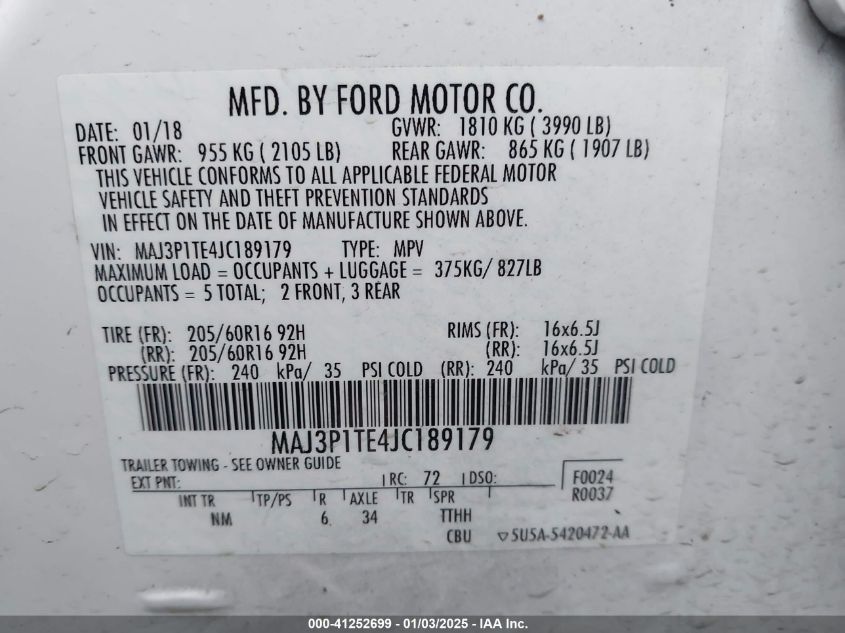 MFD. BY FORD MOTOR CO.
DATE: 01/18 GVWR: 1810 KG ( 3990 LB)
FRONT GAWR: 955 KG ( 2105 LB) REAR GAWR: 865 KG ( 1907 LB)
THIS VEHICLE CONFORMS TO ALL APPLICABLE FEDERAL MOTOR
VEHICLE SAFETY AND THEFT PREVENTION STANDARDS
IN EFFECT ON THE DATE OF MANUFACTURE SHOWN ABOVE.
VIN: MAJ3P1TE4JC189179 TYPE: MPV
MAXIMUM LOAD = OCCUPANTS + LUGGAGE = 375KG/ 827LB
OCCUPANTS = 5 TOTAL; 2 FRONT, 3 REAR
TIRE (FR): 205/60R16 92H RIMS (FR): 16x6.5J
(RR): 205/60R16 92H (RR): 16x6.5J
PRESSURE (FR): 240 kPa/ 35 PSI COLD (RR): 240 kPa/ 35 PSI COLD
MAJ3P1TE4JC189179
TRAILER TOWING - SEE OWNER GUIDE
EXT PNT: RC: 72 DSO: F0024
INT TR TP/PS R AXLE TR SPR R0037
NM 6 34 TTHH
CBU ▽5U5A-5420472-AA
000-41252699 - 01/03/2025 - IAA Inc.